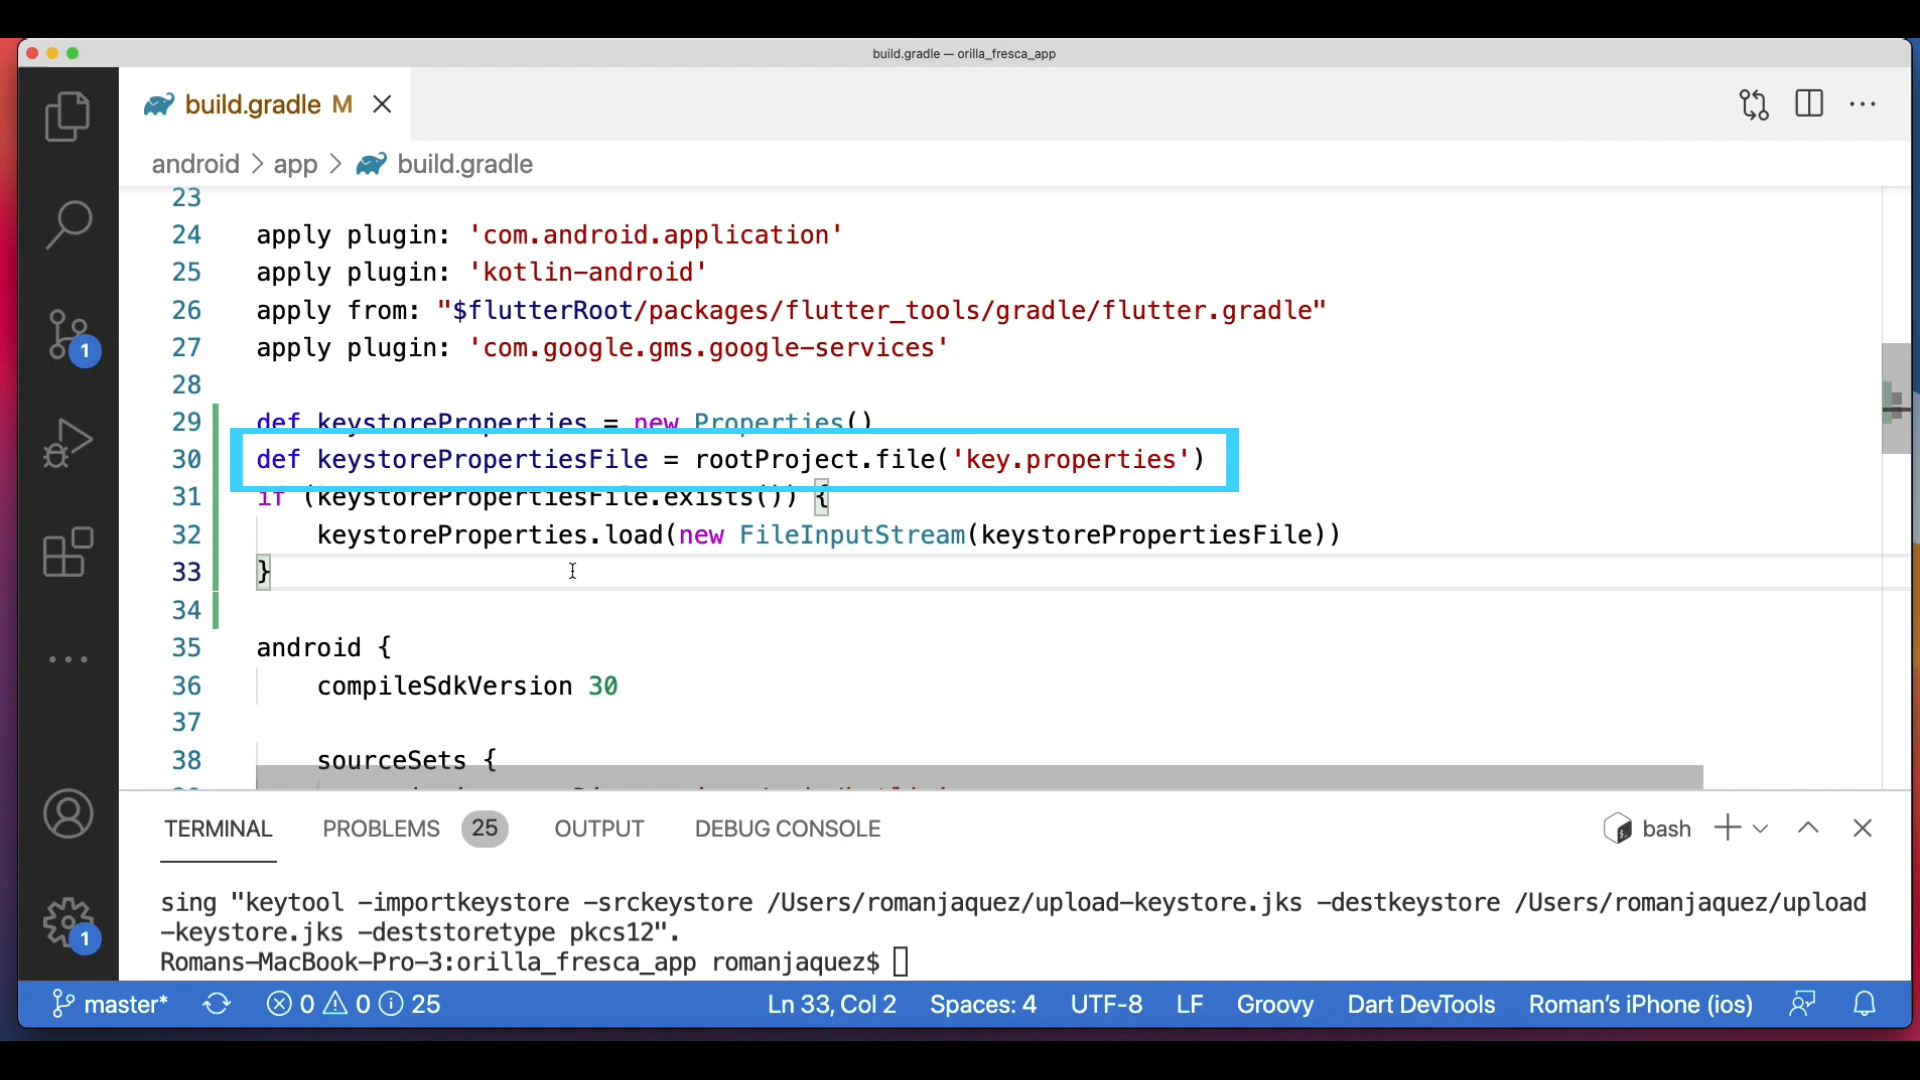 build.gradle — orilla_fresca_app
build.gradle M
android > app > build.gradle
23
24 apply plugin: 'com.android.application'
25 apply plugin: 'kotlin-android'
26 apply from: "$flutterRoot/packages/flutter_tools/gradle/flutter.gradle"
27 apply plugin: 'com.google.gms.google-services'
28
29 def keystoreProperties = new Properties()
30 def keystorePropertiesFile = rootProject.file('key.properties')
31 if (keystorePropertiesFile.exists()) {
32 keystoreProperties.load(new FileInputStream(keystorePropertiesFile))
33 }
34
35 android {
36 compileSdkVersion 30
37
38 sourceSets {
TERMINAL PROBLEMS 25 OUTPUT DEBUG CONSOLE bash
sing "keytool -importkeystore -srckeystore /Users/romanjaquez/upload-keystore.jks -destkeystore /Users/romanjaquez/upload
-keystore.jks -deststoretype pkcs12".
Romans-MacBook-Pro-3:orilla_fresca_app romanjaquez$
1
1
master* 0 0 25 Ln 33, Col 2 Spaces: 4 UTF-8 LF Groovy Dart DevTools Roman's iPhone (ios)